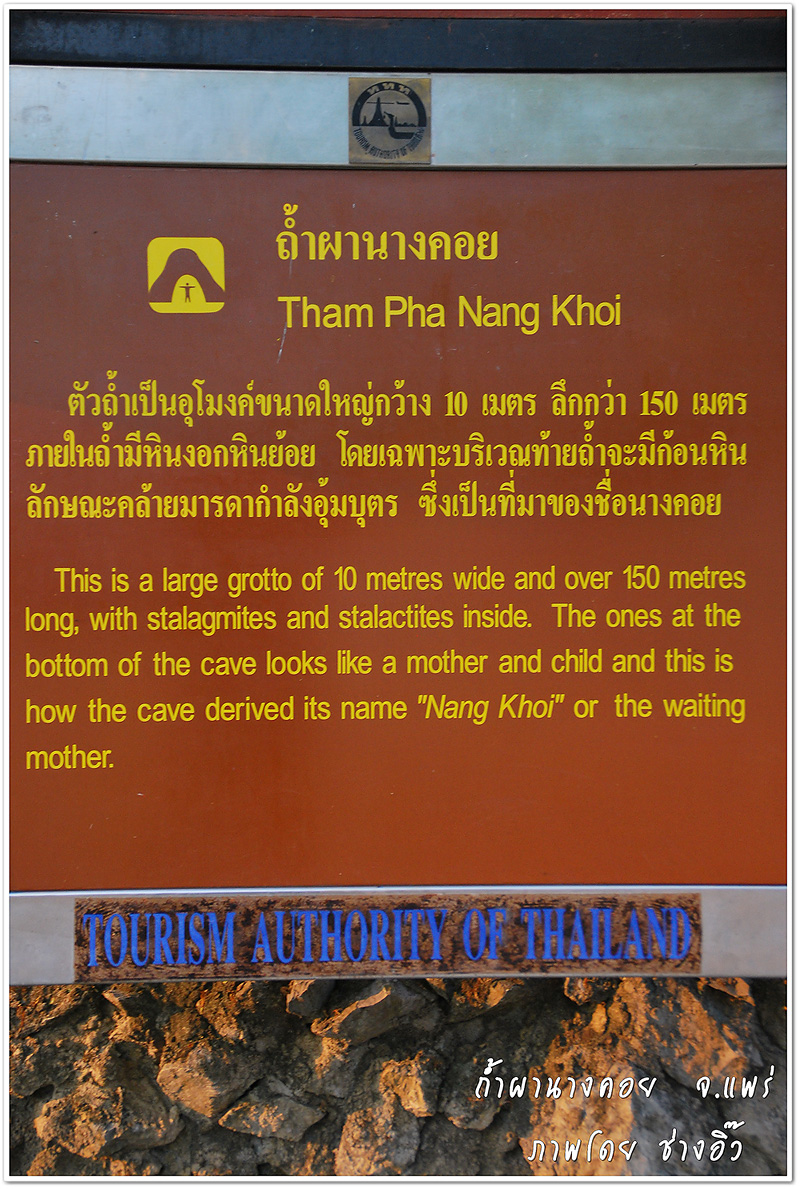 ททท
TOURISM AUTHORITY OF THAILAND
ถ้ำผานางคอย
Tham Pha Nang Khoi
ตัวถ้ำเป็นอุโมงค์ขนาดใหญ่กว้าง 10 เมตร ลึกกว่า 150 เมตร
ภายในถ้ำมีหินงอกหินย้อย โดยเฉพาะบริเวณท้ายถ้ำจะมีก้อนหิน
ลักษณะคล้ายมารดากำลังอุ้มบุตร ซึ่งเป็นที่มาของชื่อนางคอย
This is a large grotto of 10 metres wide and over 150 metres
long, with stalagmites and stalactites inside. The ones at the
bottom of the cave looks like a mother and child and this is
how the cave derived its name "Nang Khoi" or the waiting
mother.
TOURISM AUTHORITY OF THAILAND
ถ้ำผานางคอย จ.แพร่
ภาพโดย ช่างอิ๊ว